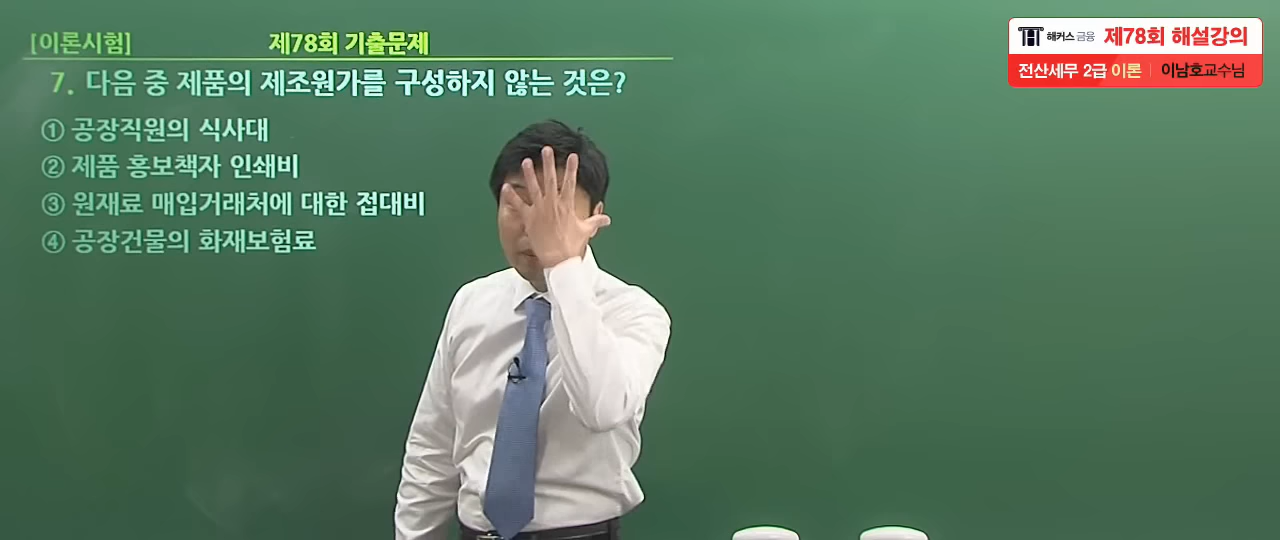 [이론시험] 제78회 기출문제
7. 다음 중 제품의 제조원가를 구성하지 않는 것은?
① 공장직원의 식사대
② 제품 홍보책자 인쇄비
③ 원재료 매입거래처에 대한 접대비
④ 공장건물의 화재보험료
해커스 금융 제78회 해설강의
전산세무 2급 이론 | 이남호교수님